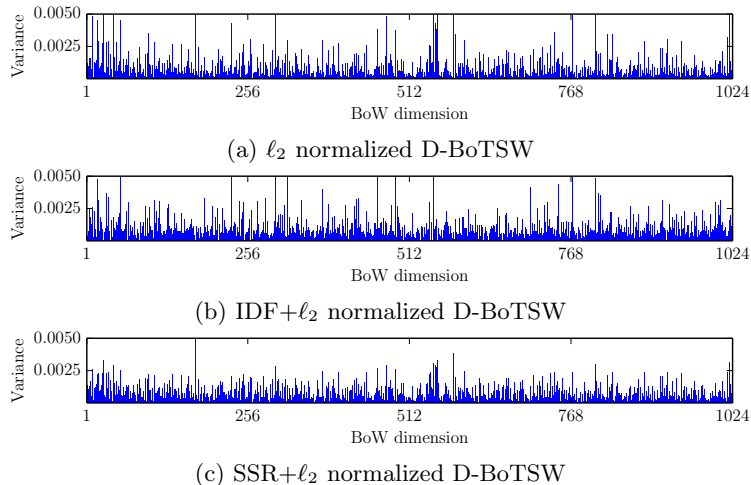 0.0050
0.0025
Variance
1 256 512 768 1024
BoW dimension
(a) ℓ₂ normalized D-BoTSW
0.0050
0.0025
Variance
1 256 512 768 1024
BoW dimension
(b) IDF+ℓ₂ normalized D-BoTSW
0.0050
0.0025
Variance
1 256 512 768 1024
BoW dimension
(c) SSR+ℓ₂ normalized D-BoTSW